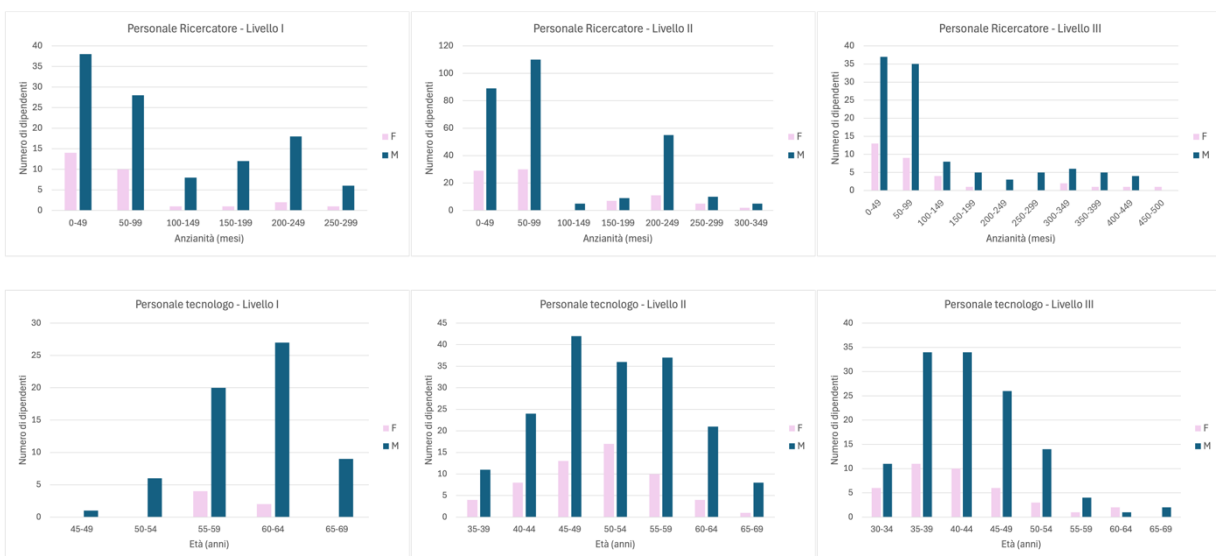 Personale Ricercatore - Livello I
Numero di dipendenti
40
35
30
25
20
15
10
5
0
0-49 50-99 100-149 150-199 200-249 250-299
Anzianità (mesi)
F
M
Personale Ricercatore - Livello II
Numero di dipendenti
120
100
80
60
40
20
0
0-49 50-99 100-149 150-199 200-249 250-299 300-349
Anzianità (mesi)
F
M
Personale Ricercatore - Livello III
Numero di dipendenti
40
35
30
25
20
15
10
5
0
0-49 50-99 100-149 150-199 200-249 250-299 300-349 350-399 400-449 450-500
Anzianità (mesi)
F
M
Personale tecnologo - Livello I
Numero di dipendenti
30
25
20
15
10
5
0
45-49 50-54 55-59 60-64 65-69
Età (anni)
F
M
Personale tecnologo - Livello II
Numero di dipendenti
45
40
35
30
25
20
15
10
5
0
35-39 40-44 45-49 50-54 55-59 60-64 65-69
Età (anni)
F
M
Personale tecnologo - Livello III
Numero di dipendenti
40
35
30
25
20
15
10
5
0
30-34 35-39 40-44 45-49 50-54 55-59 60-64 65-69
Età (anni)
F
M